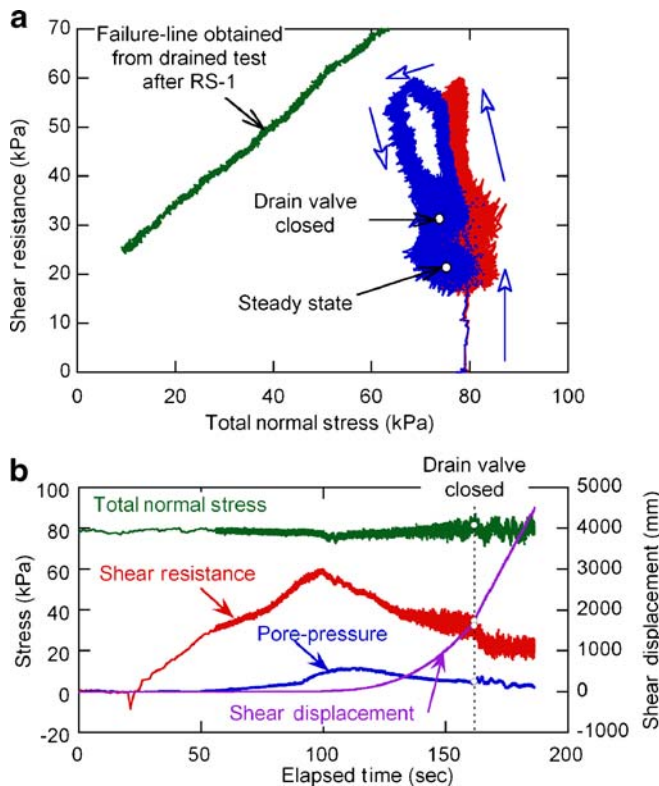 a
70
60
50
40
30
20
10
0
Shear resistance (kPa)
Failure-line obtained
from drained test
after RS-1
Drain valve
closed
Steady state
0
20
40
60
80
100
Total normal stress (kPa)
b
Drain valve
closed
100
80
60
40
20
0
-20
Stress (kPa)
Total normal stress
Shear resistance
Pore-pressure
Shear displacement
5000
4000
3000
2000
1000
0
-1000
Shear displacement (mm)
0
50
100
150
200
Elapsed time (sec)